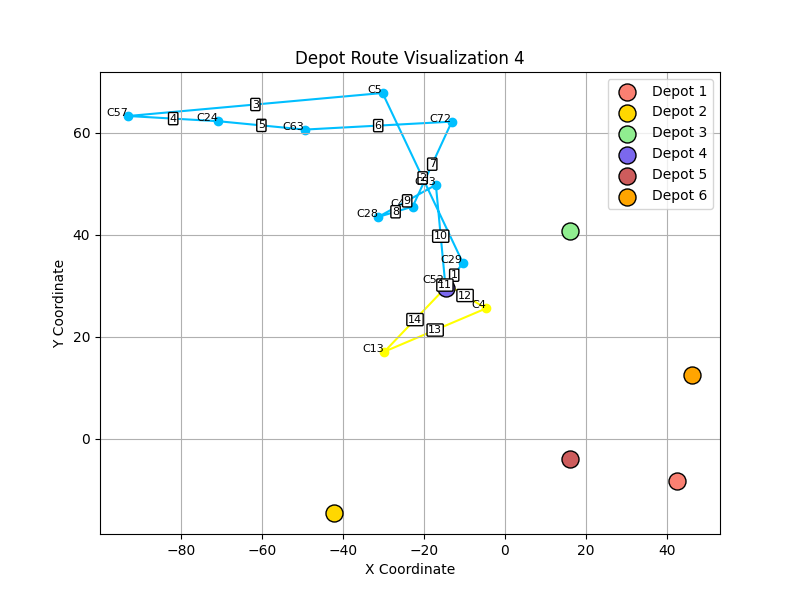 Depot Route Visualization 4
Depot 1
Depot 2
Depot 3
Depot 4
Depot 5
Depot 6
C5
C57
3
4
C24
5
C63
6
C72
7
2
9
C28
8
10
C29
1
C52
11
12
C4
14
13
C13
60
40
20
0
Y Coordinate
−80
−60
−40
−20
0
20
40
X Coordinate